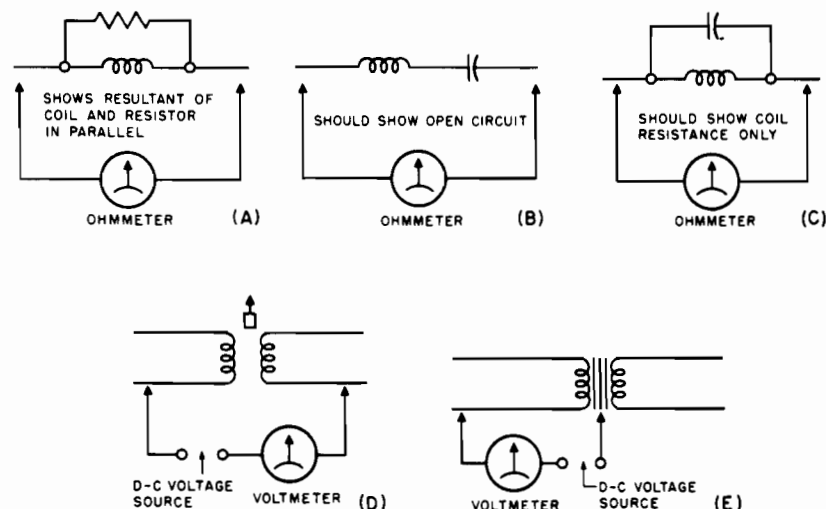 SHOWS RESULTANT OF
COIL AND RESISTOR
IN PARALLEL
OHMMETER
(A)
SHOULD SHOW OPEN CIRCUIT
OHMMETER
(B)
SHOULD SHOW COIL
RESISTANCE ONLY
OHMMETER
(C)
D-C VOLTAGE
SOURCE
VOLTMETER
(D)
VOLTMETER
D-C VOLTAGE
SOURCE
(E)